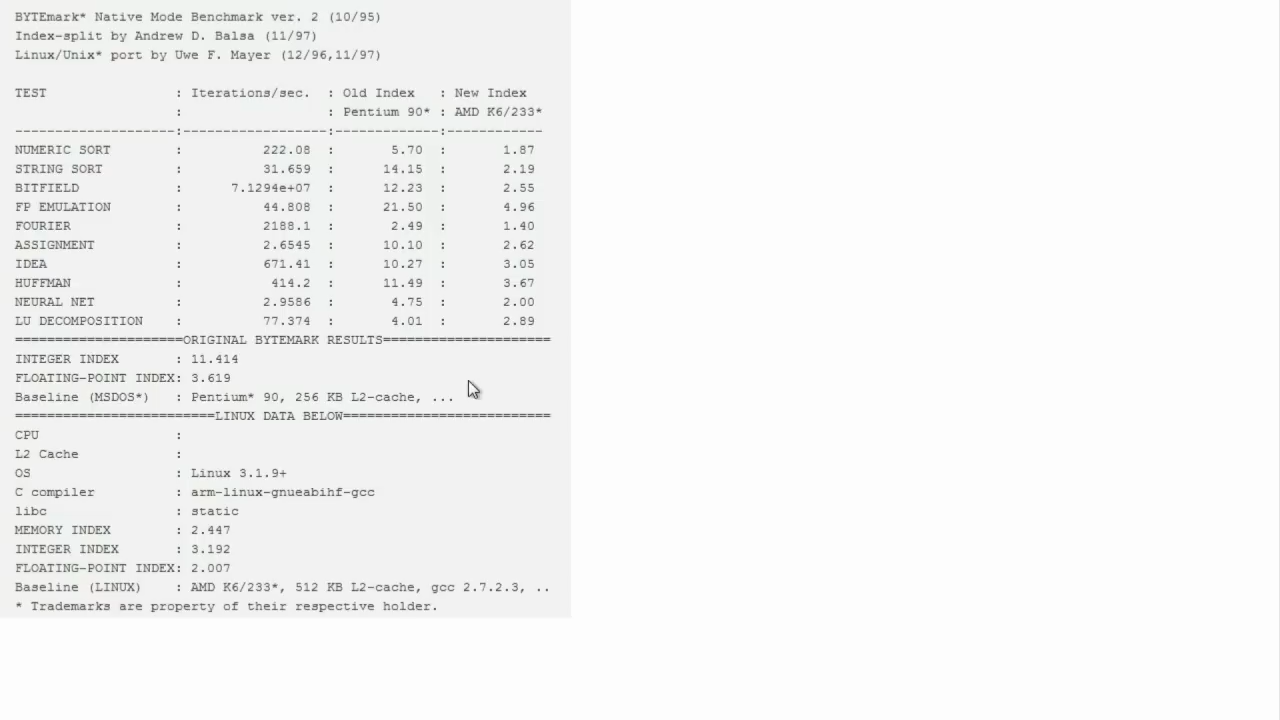 BYTEmark* Native Mode Benchmark ver. 2 (10/95)
Index-split by Andrew D. Balsa (11/97)
Linux/Unix* port by Uwe F. Mayer (12/96,11/97)
TEST : Iterations/sec. : Old Index : New Index
: : Pentium 90* : AMD K6/233*
--------------------:------------------:-------------:------------
NUMERIC SORT : 222.08 : 5.70 : 1.87
STRING SORT : 31.659 : 14.15 : 2.19
BITFIELD : 7.1294e+07 : 12.23 : 2.55
FP EMULATION : 44.808 : 21.50 : 4.96
FOURIER : 2188.1 : 2.49 : 1.40
ASSIGNMENT : 2.6545 : 10.10 : 2.62
IDEA : 671.41 : 10.27 : 3.05
HUFFMAN : 414.2 : 11.49 : 3.67
NEURAL NET : 2.9586 : 4.75 : 2.00
LU DECOMPOSITION : 77.374 : 4.01 : 2.89
=====================ORIGINAL BYTEMARK RESULTS=====================
INTEGER INDEX : 11.414
FLOATING-POINT INDEX: 3.619
Baseline (MSDOS*) : Pentium* 90, 256 KB L2-cache, ...
=========================LINUX DATA BELOW==========================
CPU :
L2 Cache :
OS : Linux 3.1.9+
C compiler : arm-linux-gnueabihf-gcc
libc : static
MEMORY INDEX : 2.447
INTEGER INDEX : 3.192
FLOATING-POINT INDEX: 2.007
Baseline (LINUX) : AMD K6/233*, 512 KB L2-cache, gcc 2.7.2.3, ..
* Trademarks are property of their respective holder.